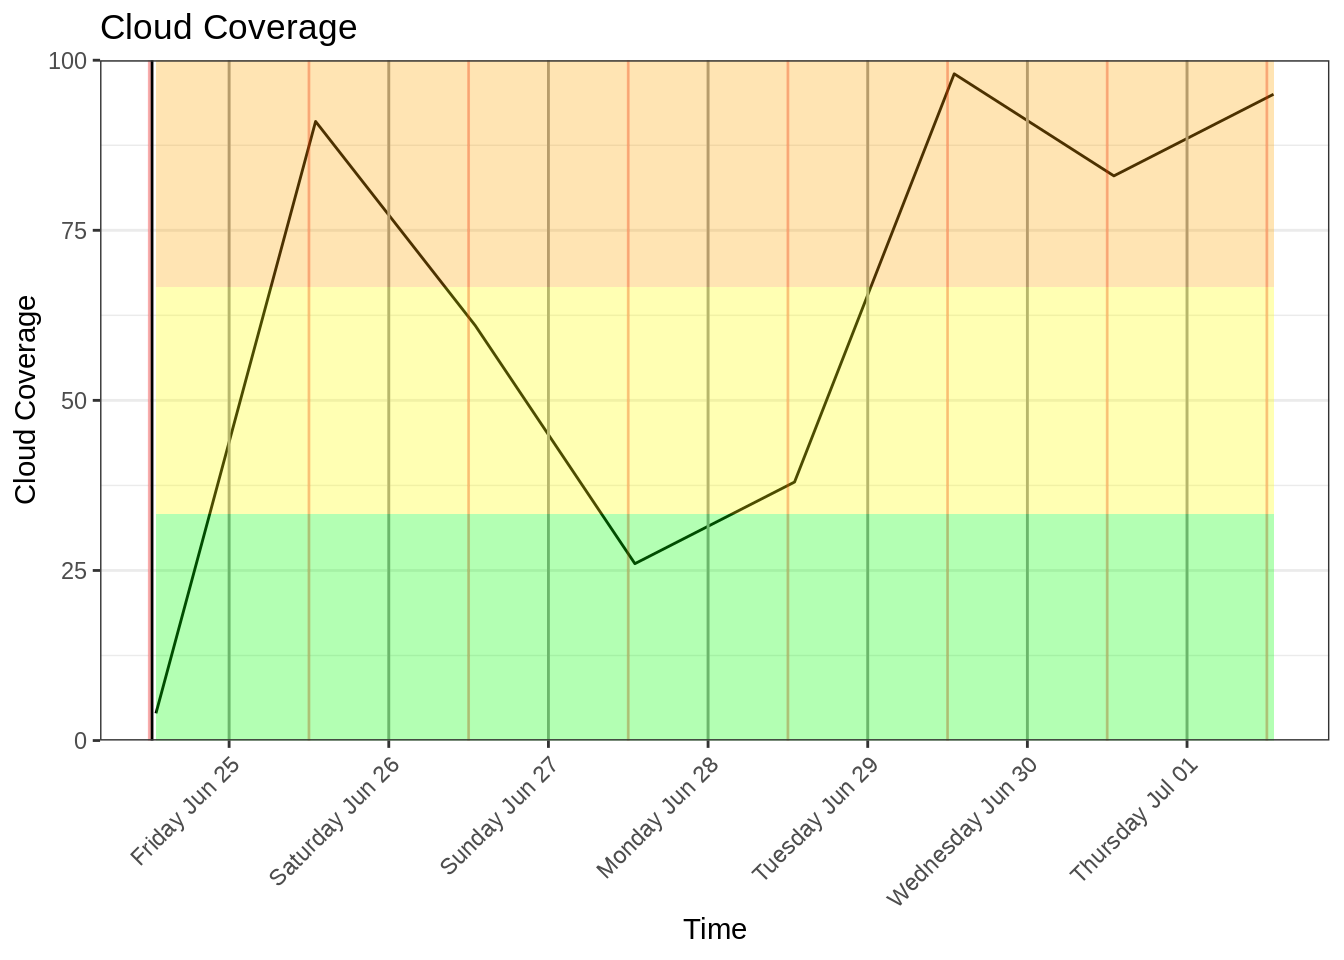 Cloud Coverage
100
75
50
25
0
Cloud Coverage
Friday Jun 25
Saturday Jun 26
Sunday Jun 27
Monday Jun 28
Tuesday Jun 29
Wednesday Jun 30
Thursday Jul 01
Time